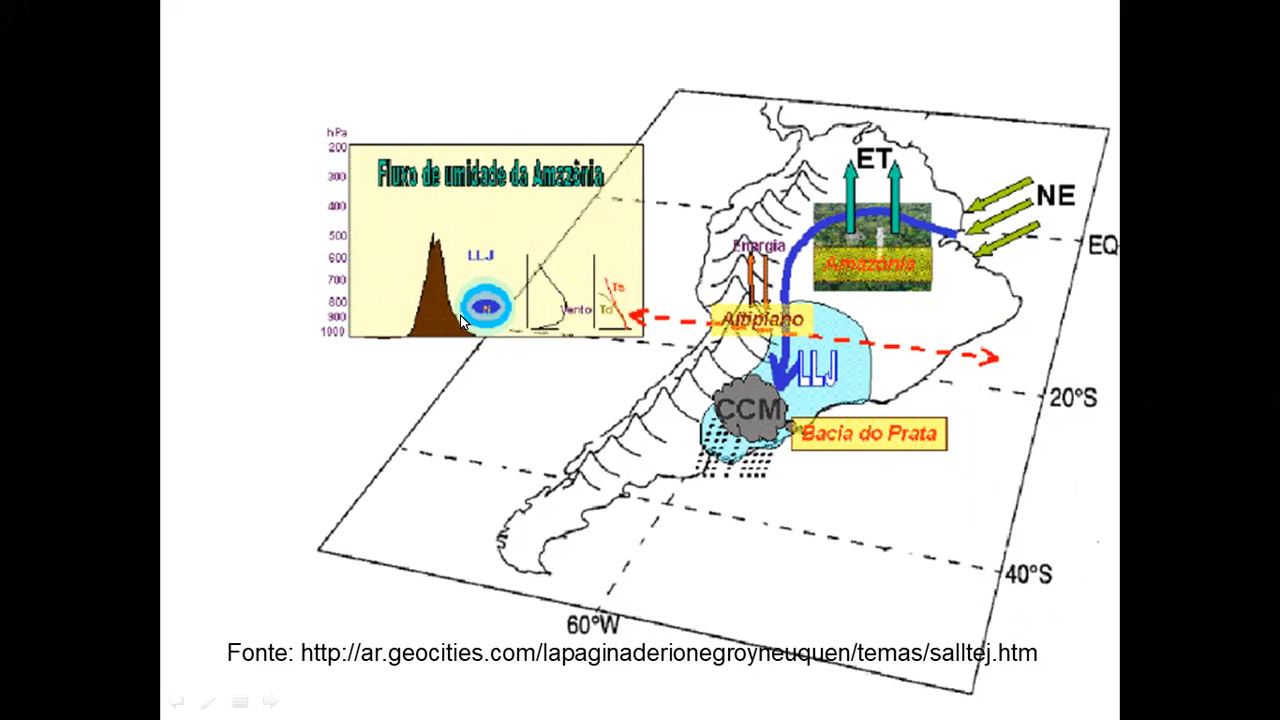 hPa
200
300
400
500
600
700
800
900
1000
Fluxo de umidade da Amazônia
LLJ
N
Vento
Ts
Td
ET
NE
EQ
Energia
Amazônia
Altiplano
LLJ
CCM
Bacia do Prata
20°S
40°S
60°W
Fonte: http://ar.geocities.com/lapaginaderionegroyneuquen/temas/salltej.htm